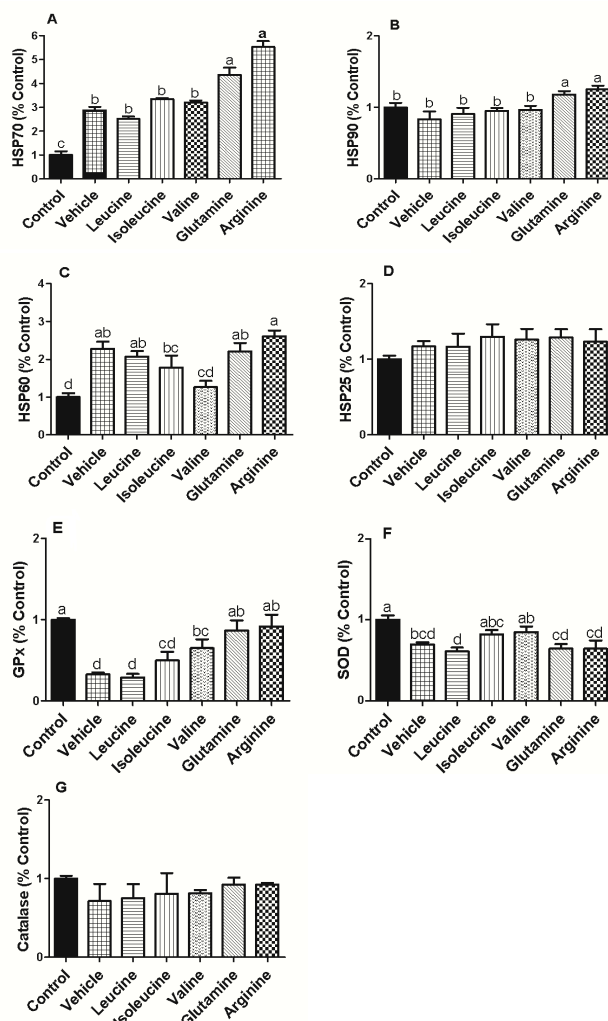 A
HSP70 (% Control)
6
5
4
3
2
1
0
c
b
b
b
b
a
a
Control
Vehicle
Leucine
Isoleucine
Valine
Glutamine
Arginine
B
HSP90 (% Control)
2
1
0
b
b
b
b
b
a
a
Control
Vehicle
Leucine
Isoleucine
Valine
Glutamine
Arginine
C
HSP60 (% Control)
4
3
2
1
0
d
ab
ab
bc
cd
ab
a
Control
Vehicle
Leucine
Isoleucine
Valine
Glutamine
Arginine
D
HSP25 (% Control)
2
1
0
Control
Vehicle
Leucine
Isoleucine
Valine
Glutamine
Arginine
E
GPx (% Control)
2
1
0
a
d
d
cd
bc
ab
ab
Control
Vehicle
Leucine
Isoleucine
Valine
Glutamine
Arginine
F
SOD (% Control)
2
1
0
a
bcd
d
abc
ab
cd
cd
Control
Vehicle
Leucine
Isoleucine
Valine
Glutamine
Arginine
G
Catalase (% Control)
2
1
0
Control
Vehicle
Leucine
Isoleucine
Valine
Glutamine
Arginine